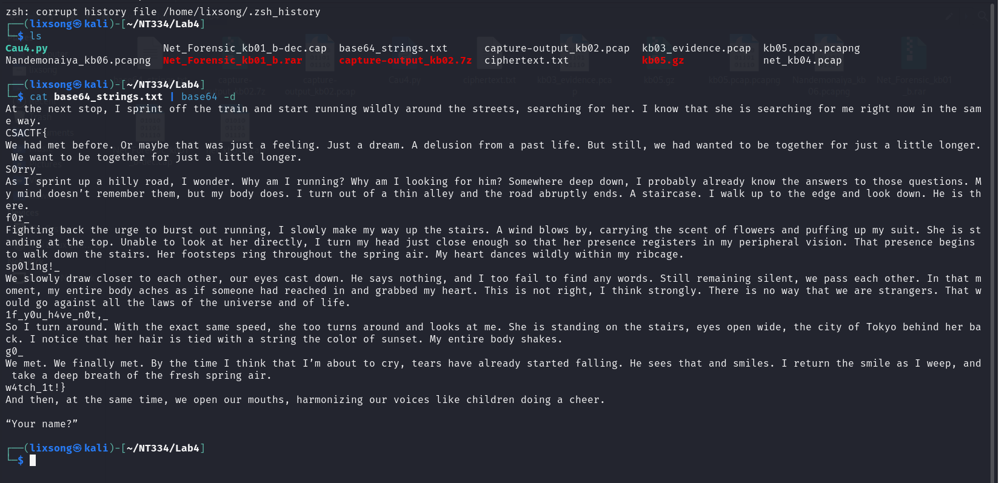 zsh: corrupt history file /home/lixsong/.zsh_history
┌──(lixsong㉿kali)-[~/NT334/Lab4]
└─$ ls
Cau4.py Net_Forensic_kb01_b-dec.cap base64_strings.txt capture-output_kb02.pcap kb03_evidence.pcap kb05.pcap.pcapng
Nandemonaiya_kb06.pcapng Net_Forensic_kb01_b.rar capture-output_kb02.7z ciphertext.txt kb05.gz net_kb04.pcap
┌──(lixsong㉿kali)-[~/NT334/Lab4]
└─$ cat base64_strings.txt | base64 -d
At the next stop, I sprint off the train and start running wildly around the streets, searching for her. I know that she is searching for me right now in the sam
e way.
CSACTF{
We had met before. Or maybe that was just a feeling. Just a dream. A delusion from a past life. But still, we had wanted to be together for just a little longer.
We want to be together for just a little longer.
S0rry_
As I sprint up a hilly road, I wonder. Why am I running? Why am I looking for him? Somewhere deep down, I probably already know the answers to those questions. M
y mind doesn’t remember them, but my body does. I turn out of a thin alley and the road abruptly ends. A staircase. I walk up to the edge and look down. He is th
ere.
f0r_
Fighting back the urge to burst out running, I slowly make my way up the stairs. A wind blows by, carrying the scent of flowers and puffing up my suit. She is st
anding at the top. Unable to look at her directly, I turn my head just close enough so that her presence registers in my peripheral vision. That presence begins
to walk down the stairs. Her footsteps ring throughout the spring air. My heart dances wildly within my ribcage.
sp0l1ng!_
We slowly draw closer to each other, our eyes cast down. He says nothing, and I too fail to find any words. Still remaining silent, we pass each other. In that m
oment, my entire body aches as if someone had reached in and grabbed my heart. This is not right, I think strongly. There is no way that we are strangers. That w
ould go against all the laws of the universe and of life.
1f_y0u_h4ve_n0t,_
So I turn around. With the exact same speed, she too turns around and looks at me. She is standing on the stairs, eyes open wide, the city of Tokyo behind her ba
ck. I notice that her hair is tied with a string the color of sunset. My entire body shakes.
g0_
We met. We finally met. By the time I think that I’m about to cry, tears have already started falling. He sees that and smiles. I return the smile as I weep, and
take a deep breath of the fresh spring air.
w4tch_1t!}
And then, at the same time, we open our mouths, harmonizing our voices like children doing a cheer.
“Your name?”
┌──(lixsong㉿kali)-[~/NT334/Lab4]
└─$